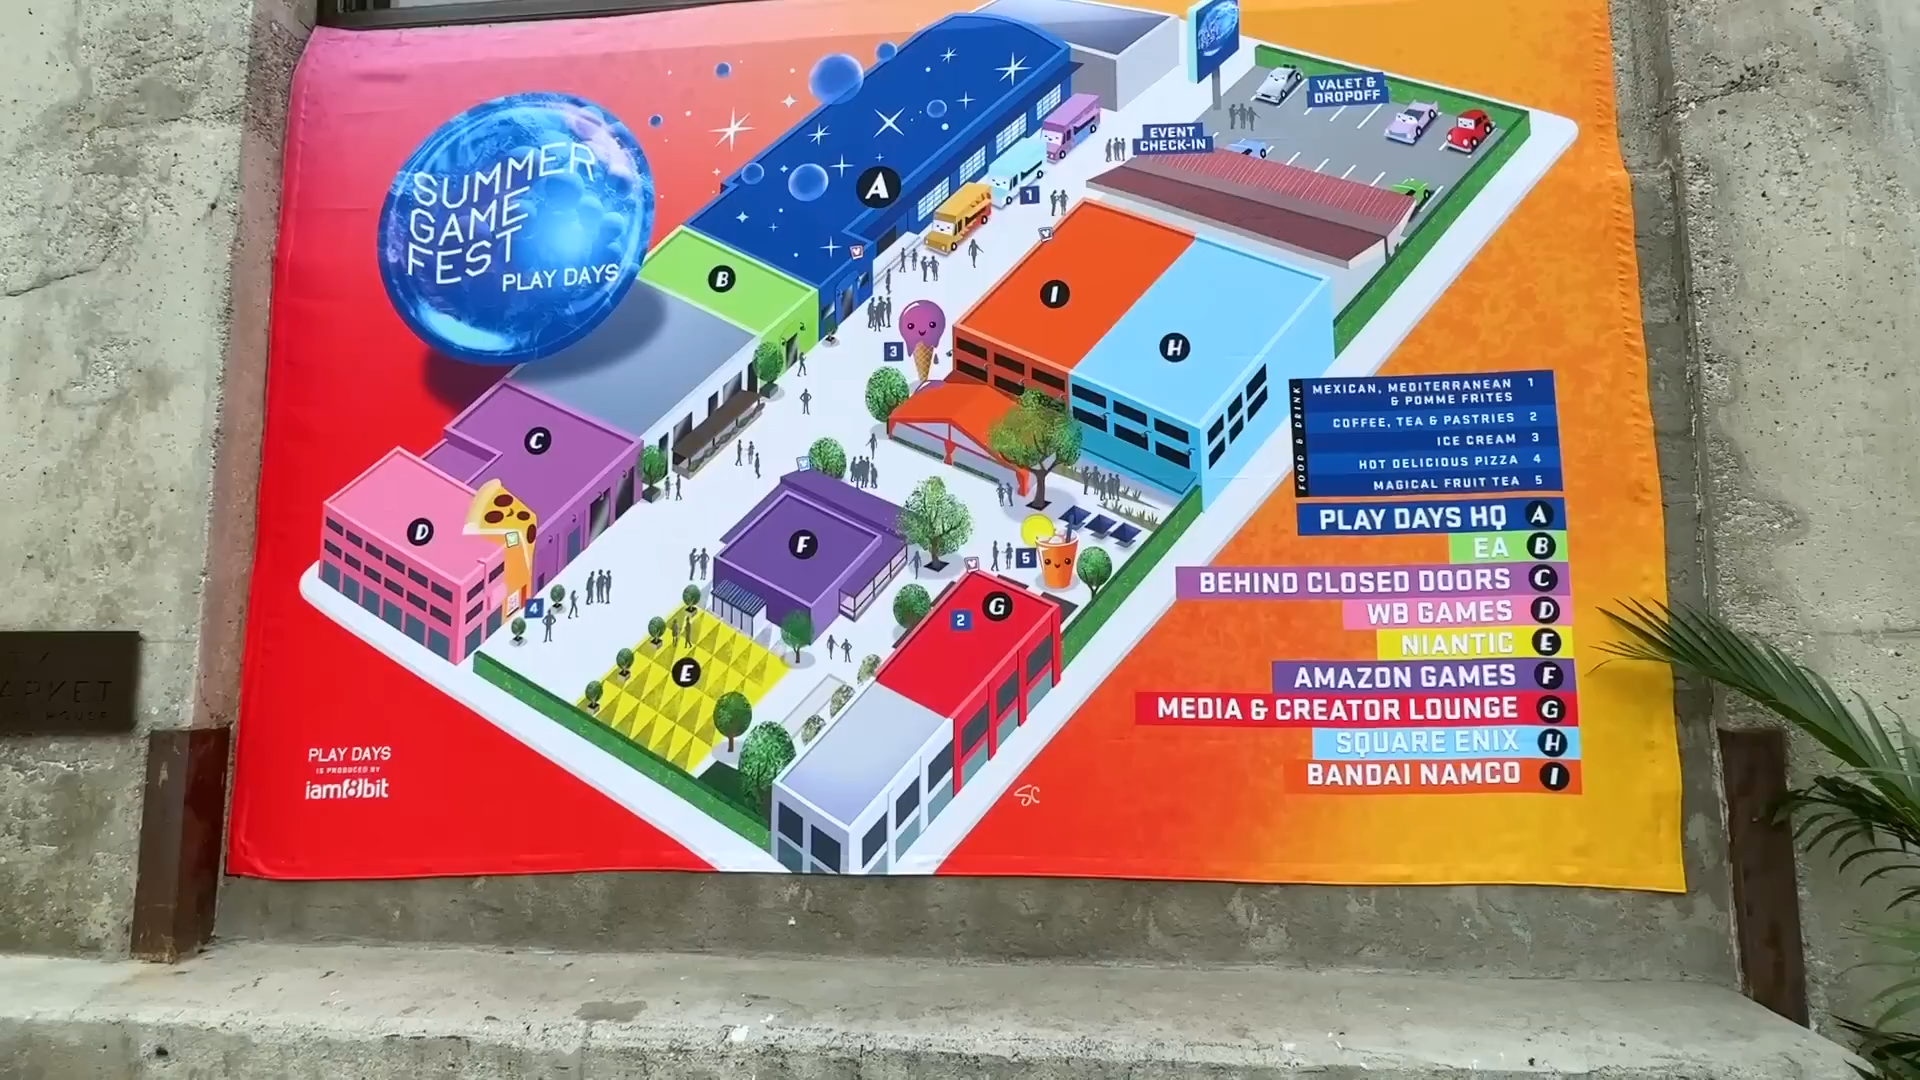 SUMMER
GAME
FEST
PLAY DAYS
VALET &
DROPOFF
EVENT
CHECK-IN
A
1
B
I
3
H
C
D
F
4
5
2
G
E
FOOD & DRINK
MEXICAN, MEDITERRANEAN 1
& POMME FRITES
COFFEE, TEA & PASTRIES 2
ICE CREAM 3
HOT DELICIOUS PIZZA 4
MAGICAL FRUIT TEA 5
PLAY DAYS HQ A
EA B
BEHIND CLOSED DOORS C
WB GAMES D
NIANTIC E
AMAZON GAMES F
MEDIA & CREATOR LOUNGE G
SQUARE ENIX H
BANDAI NAMCO I
PLAY DAYS
IS PRODUCED BY
iam8bit
SC